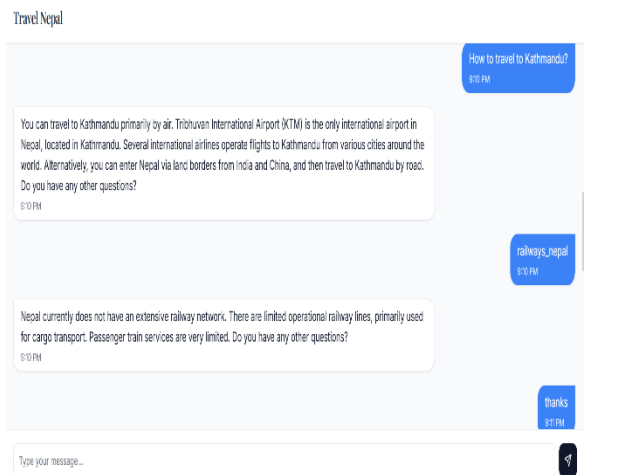 Travel Nepal
How to travel to Kathmandu?
9:10 PM
You can travel to Kathmandu primarily by air. Tribhuvan International Airport (KTM) is the only international airport in
Nepal, located in Kathmandu. Several international airlines operate flights to Kathmandu from various cities around the
world. Alternatively, you can enter Nepal via land borders from India and China, and then travel to Kathmandu by road.
Do you have any other questions?
9:10 PM
railways_nepal
9:10 PM
Nepal currently does not have an extensive railway network. There are limited operational railway lines, primarily used
for cargo transport. Passenger train services are very limited. Do you have any other questions?
9:10 PM
thanks
9:11 PM
Type your message...